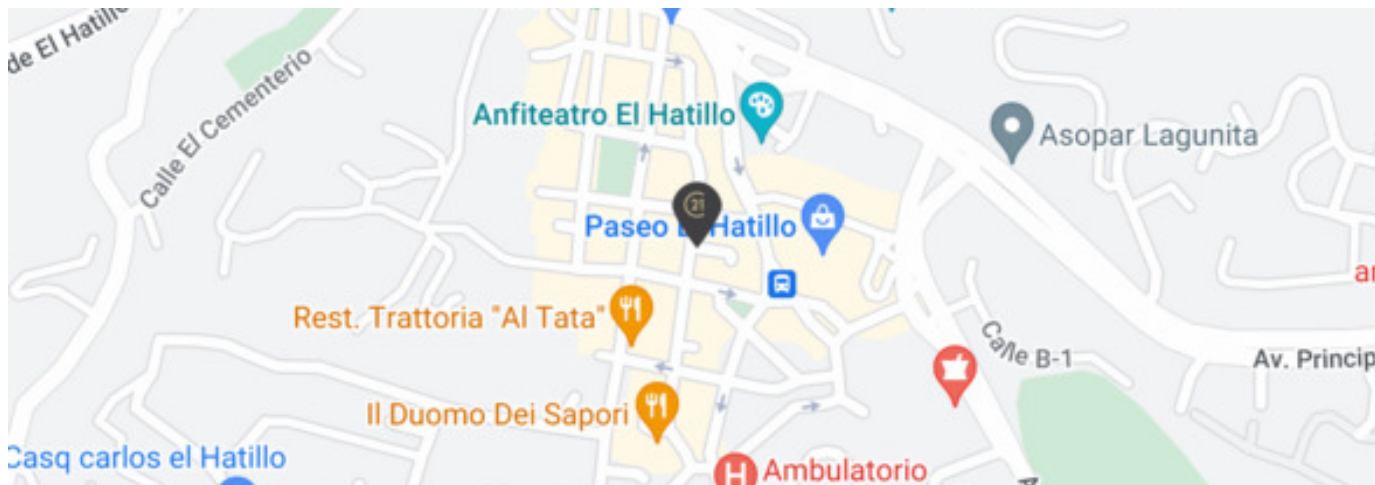 de El Hatillo
Calle El Cementerio
Anfiteatro El Hatillo
Asopar Lagunita
21
Paseo El Hatillo
Rest. Trattoria "Al Tata"
Calle B-1
Av. Princip
Il Duomo Dei Sapori
Casq carlos el Hatillo
H Ambulatorio